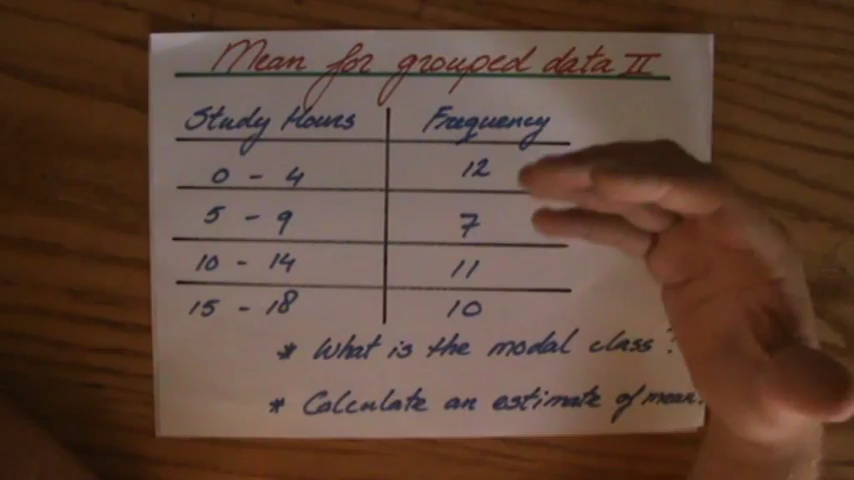 Mean for grouped data II
Study Hours Frequency
0 - 4 12
5 - 9 7
10 - 14 11
15 - 18 10
* What is the modal class?
* Calculate an estimate of mean.